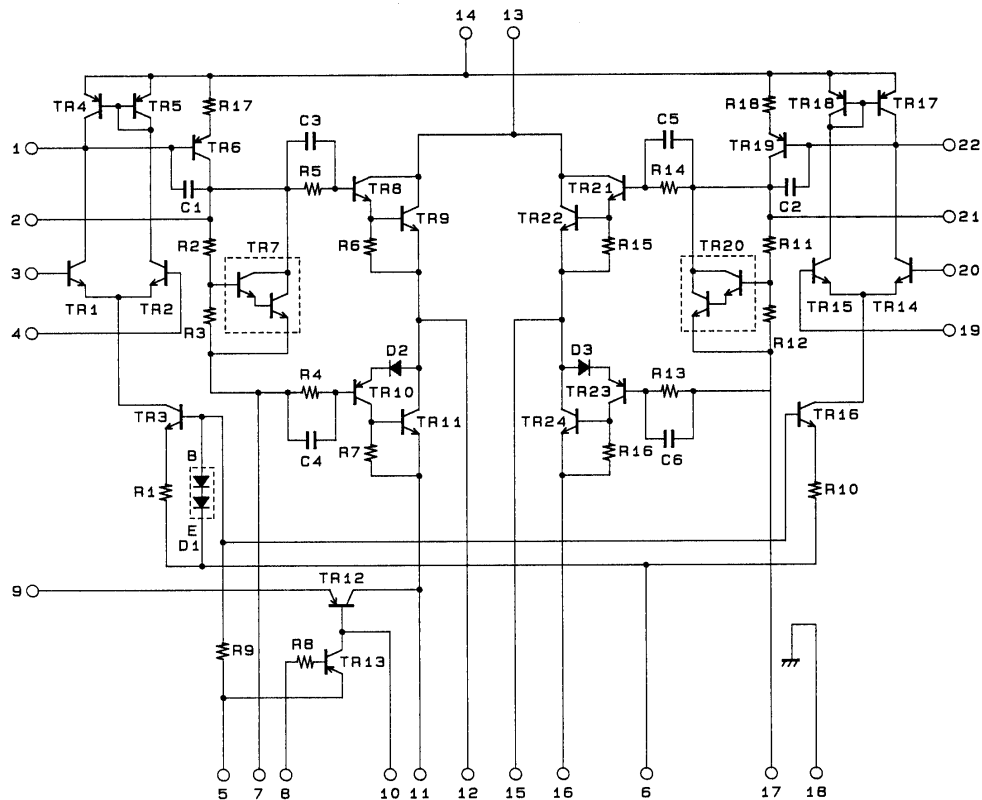 14 13
TR4 TR5 R17 C3 C5 R18 TR18 TR17
1 TR6 TR19 22
R5 TR8 TR21 R14
C1 C2
2 TR9 TR22 21
R2 TR7 R6 R15 TR20 R11
3 20
TR1 TR2 TR15 TR14
4 R3 R12 19
D2 D3
R4 TR10 TR23 R13
TR3 TR11 TR24 TR16
C4 R7 R16 C6
B
R1 R10
E
D1
9 TR12
R9 R8 TR13
5 7 8 10 11 12 15 16 6 17 18